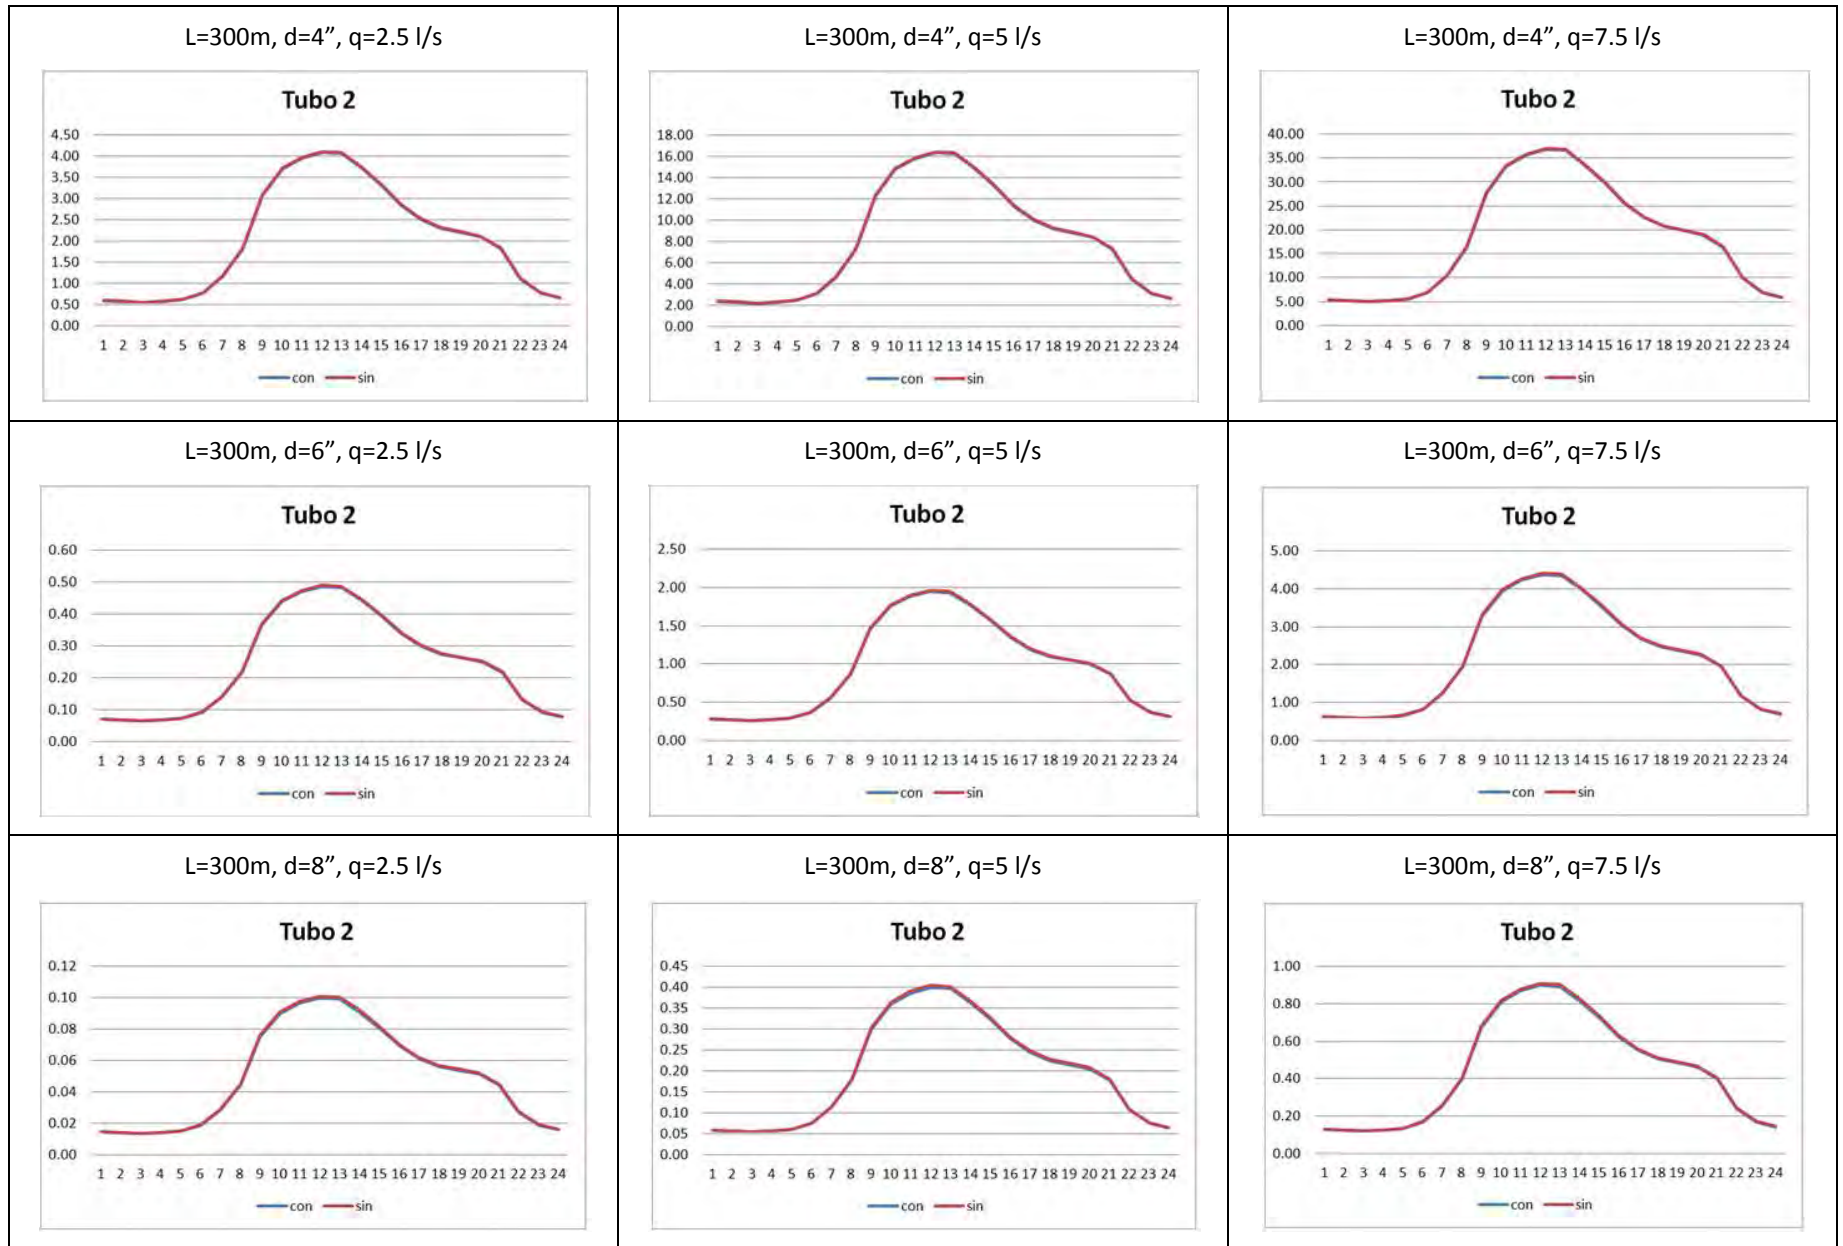 L=300m, d=4”, q=2.5 l/s
Tubo 2
4.50
4.00
3.50
3.00
2.50
2.00
1.50
1.00
0.50
0.00
1 2 3 4 5 6 7 8 9 10 11 12 13 14 15 16 17 18 19 20 21 22 23 24
con sin
L=300m, d=4”, q=5 l/s
Tubo 2
18.00
16.00
14.00
12.00
10.00
8.00
6.00
4.00
2.00
0.00
1 2 3 4 5 6 7 8 9 10 11 12 13 14 15 16 17 18 19 20 21 22 23 24
con sin
L=300m, d=4”, q=7.5 l/s
Tubo 2
40.00
35.00
30.00
25.00
20.00
15.00
10.00
5.00
0.00
1 2 3 4 5 6 7 8 9 10 11 12 13 14 15 16 17 18 19 20 21 22 23 24
con sin
L=300m, d=6”, q=2.5 l/s
Tubo 2
0.60
0.50
0.40
0.30
0.20
0.10
0.00
1 2 3 4 5 6 7 8 9 10 11 12 13 14 15 16 17 18 19 20 21 22 23 24
con sin
L=300m, d=6”, q=5 l/s
Tubo 2
2.50
2.00
1.50
1.00
0.50
0.00
1 2 3 4 5 6 7 8 9 10 11 12 13 14 15 16 17 18 19 20 21 22 23 24
con sin
L=300m, d=6”, q=7.5 l/s
Tubo 2
5.00
4.00
3.00
2.00
1.00
0.00
1 2 3 4 5 6 7 8 9 10 11 12 13 14 15 16 17 18 19 20 21 22 23 24
con sin
L=300m, d=8”, q=2.5 l/s
Tubo 2
0.12
0.10
0.08
0.06
0.04
0.02
0.00
1 2 3 4 5 6 7 8 9 10 11 12 13 14 15 16 17 18 19 20 21 22 23 24
con sin
L=300m, d=8”, q=5 l/s
Tubo 2
0.45
0.40
0.35
0.30
0.25
0.20
0.15
0.10
0.05
0.00
1 2 3 4 5 6 7 8 9 10 11 12 13 14 15 16 17 18 19 20 21 22 23 24
con sin
L=300m, d=8”, q=7.5 l/s
Tubo 2
1.00
0.80
0.60
0.40
0.20
0.00
1 2 3 4 5 6 7 8 9 10 11 12 13 14 15 16 17 18 19 20 21 22 23 24
con sin